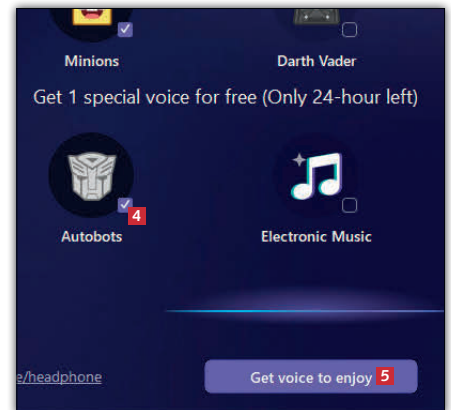 Minions Darth Vader
Get 1 special voice for free (Only 24-hour left)
4
Autobots Electronic Music
e/headphone Get voice to enjoy 5